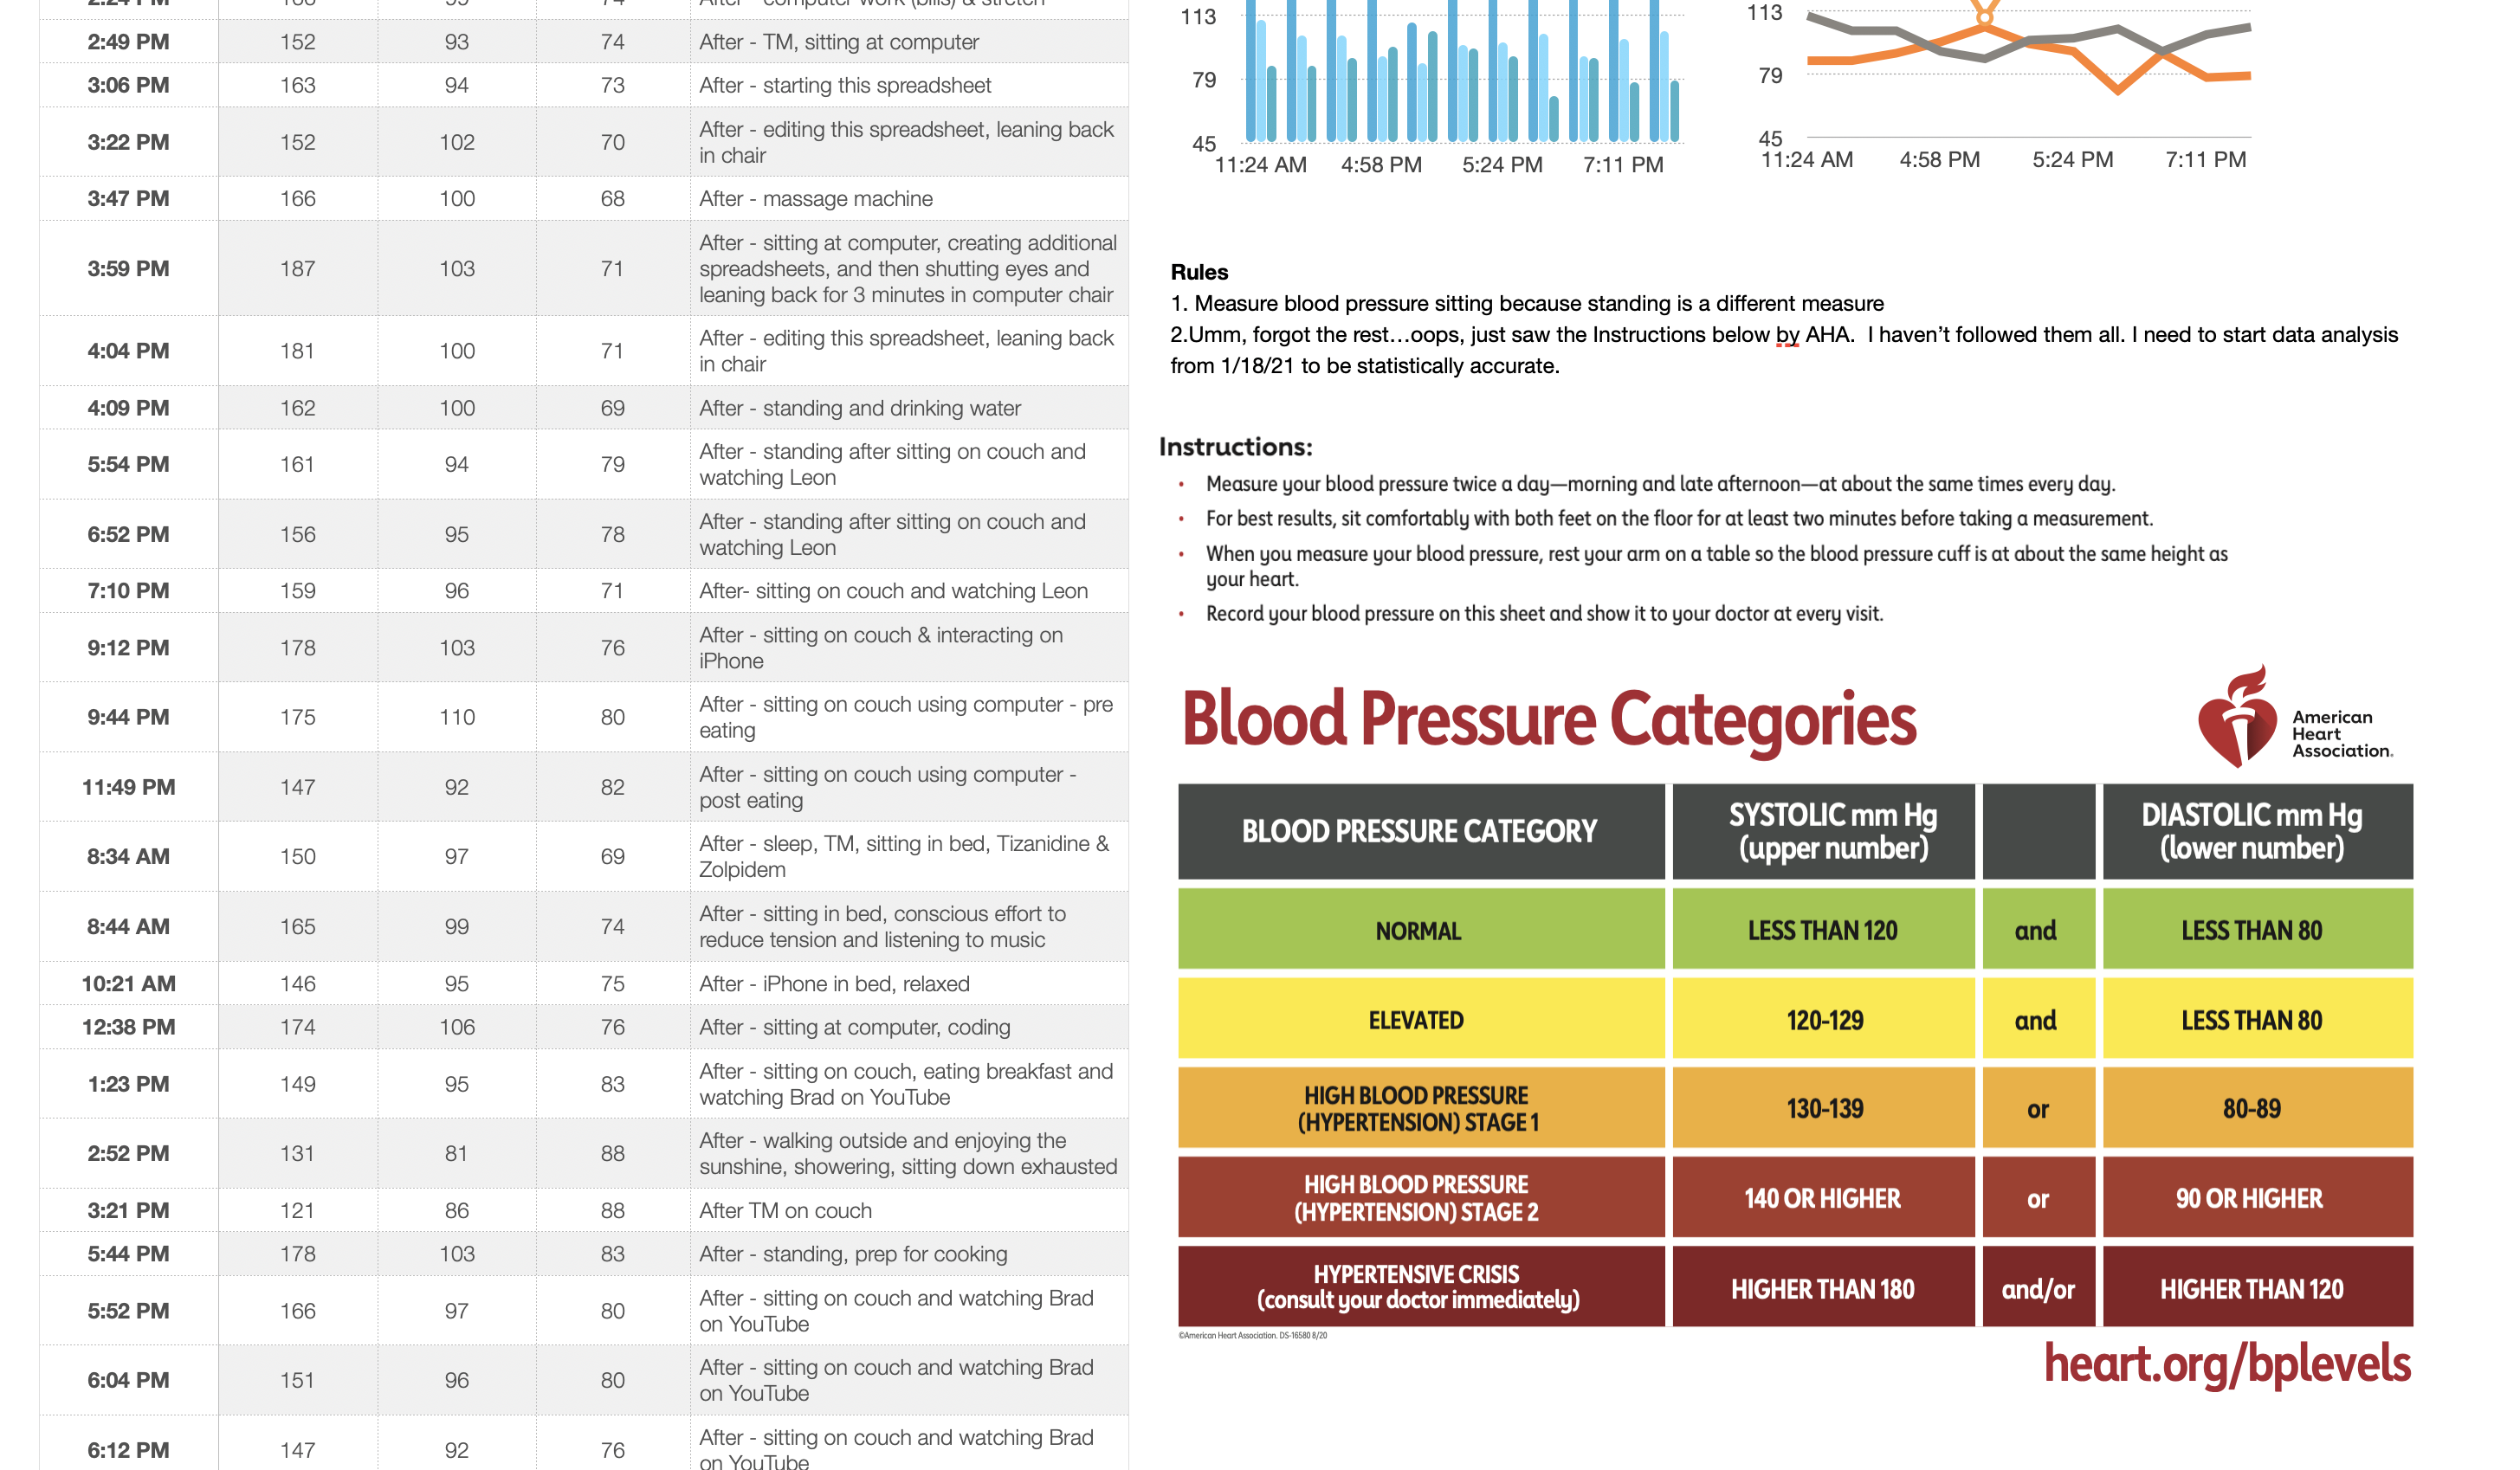 2:24 PM 99 74 After - computer work (bills) & stretch
2:49 PM 152 93 74 After - TM, sitting at computer
3:06 PM 163 94 73 After - starting this spreadsheet
3:22 PM 152 102 70 After - editing this spreadsheet, leaning back
in chair
3:47 PM 166 100 68 After - massage machine
3:59 PM 187 103 71 After - sitting at computer, creating additional
spreadsheets, and then shutting eyes and
leaning back for 3 minutes in computer chair
4:04 PM 181 100 71 After - editing this spreadsheet, leaning back
in chair
4:09 PM 162 100 69 After - standing and drinking water
5:54 PM 161 94 79 After - standing after sitting on couch and
watching Leon
6:52 PM 156 95 78 After - standing after sitting on couch and
watching Leon
7:10 PM 159 96 71 After- sitting on couch and watching Leon
9:12 PM 178 103 76 After - sitting on couch & interacting on
iPhone
9:44 PM 175 110 80 After - sitting on couch using computer - pre
eating
11:49 PM 147 92 82 After - sitting on couch using computer -
post eating
8:34 AM 150 97 69 After - sleep, TM, sitting in bed, Tizanidine &
Zolpidem
8:44 AM 165 99 74 After - sitting in bed, conscious effort to
reduce tension and listening to music
10:21 AM 146 95 75 After - iPhone in bed, relaxed
12:38 PM 174 106 76 After - sitting at computer, coding
1:23 PM 149 95 83 After - sitting on couch, eating breakfast and
watching Brad on YouTube
2:52 PM 131 81 88 After - walking outside and enjoying the
sunshine, showering, sitting down exhausted
3:21 PM 121 86 88 After TM on couch
5:44 PM 178 103 83 After - standing, prep for cooking
5:52 PM 166 97 80 After - sitting on couch and watching Brad
on YouTube
6:04 PM 151 96 80 After - sitting on couch and watching Brad
on YouTube
6:12 PM 147 92 76 After - sitting on couch and watching Brad
on YouTube
113
79
45
11:24 AM 4:58 PM 5:24 PM 7:11 PM
113
79
45
11:24 AM 4:58 PM 5:24 PM 7:11 PM
Rules
1. Measure blood pressure sitting because standing is a different measure
2.Umm, forgot the rest…oops, just saw the Instructions below by AHA.  I haven’t followed them all. I need to start data analysis
from 1/18/21 to be statistically accurate.
Instructions:
• Measure your blood pressure twice a day—morning and late afternoon—at about the same times every day.
• For best results, sit comfortably with both feet on the floor for at least two minutes before taking a measurement.
• When you measure your blood pressure, rest your arm on a table so the blood pressure cuff is at about the same height as
your heart.
• Record your blood pressure on this sheet and show it to your doctor at every visit.
Blood Pressure Categories
American
Heart
Association.
BLOOD PRESSURE CATEGORY SYSTOLIC mm Hg
(upper number) DIASTOLIC mm Hg
(lower number)
NORMAL LESS THAN 120 and LESS THAN 80
ELEVATED 120-129 and LESS THAN 80
HIGH BLOOD PRESSURE
(HYPERTENSION) STAGE 1 130-139 or 80-89
HIGH BLOOD PRESSURE
(HYPERTENSION) STAGE 2 140 OR HIGHER or 90 OR HIGHER
HYPERTENSIVE CRISIS
(consult your doctor immediately) HIGHER THAN 180 and/or HIGHER THAN 120
©American Heart Association. DS-16580 8/20
heart.org/bplevels